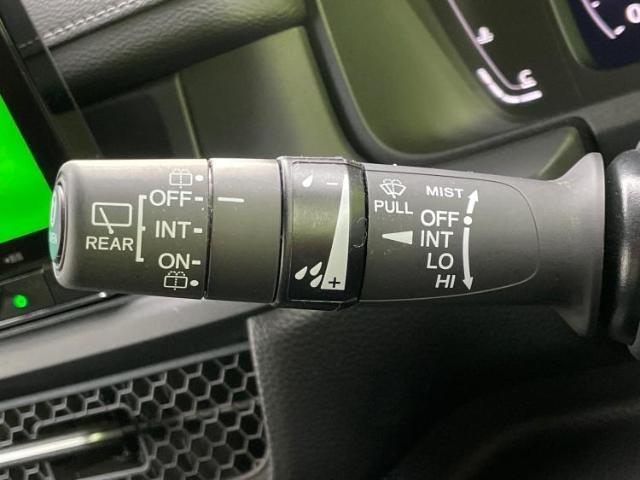 OFF
INT
ON
REAR
-
+
PULL
MIST
OFF
INT
LO
HI